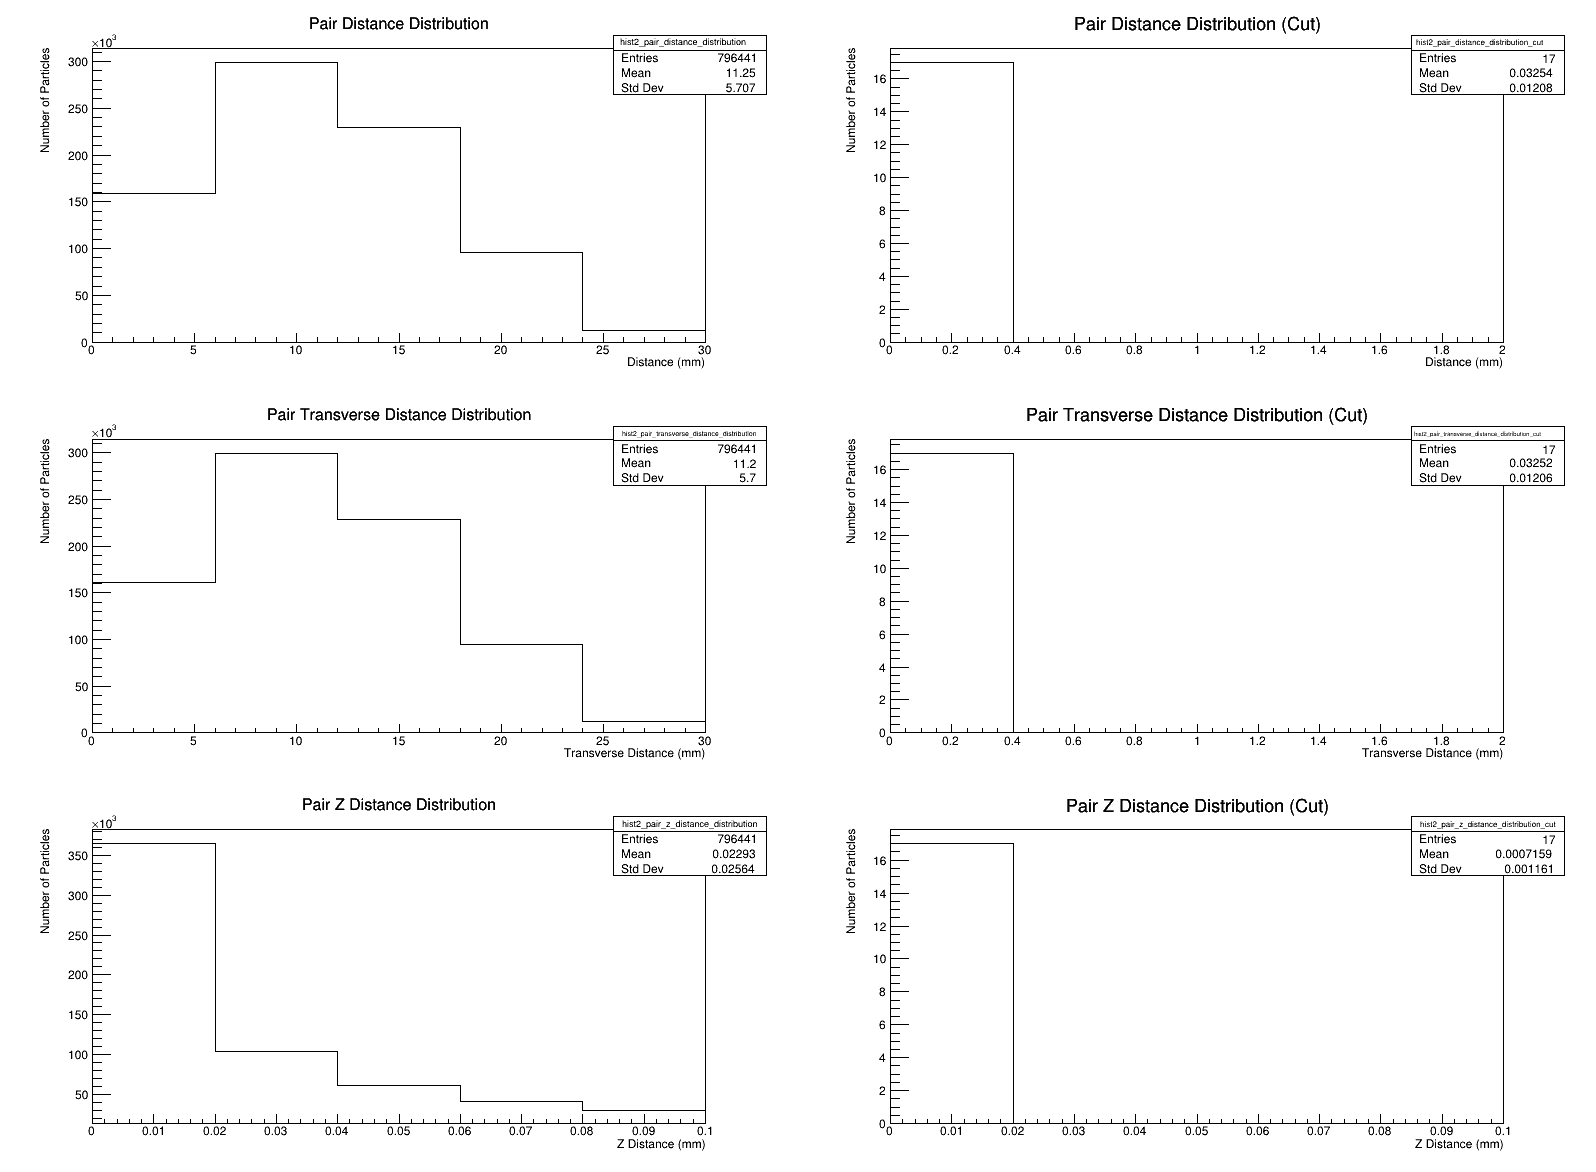 Pair Distance Distribution
×10³
Number of Particles
hist2_pair_distance_distribution
Entries 796441
Mean 11.25
Std Dev 5.707
300
250
200
150
100
50
0
0 5 10 15 20 25 30
Distance (mm)
Pair Distance Distribution (Cut)
Number of Particles
hist2_pair_distance_distribution_cut
Entries 17
Mean 0.03254
Std Dev 0.01208
16
14
12
10
8
6
4
2
0
0 0.2 0.4 0.6 0.8 1 1.2 1.4 1.6 1.8 2
Distance (mm)
Pair Transverse Distance Distribution
×10³
Number of Particles
hist2_pair_transverse_distance_distribution
Entries 796441
Mean 11.2
Std Dev 5.7
300
250
200
150
100
50
0
0 5 10 15 20 25 30
Transverse Distance (mm)
Pair Transverse Distance Distribution (Cut)
Number of Particles
hist2_pair_transverse_distance_distribution_cut
Entries 17
Mean 0.03252
Std Dev 0.01206
16
14
12
10
8
6
4
2
0
0 0.2 0.4 0.6 0.8 1 1.2 1.4 1.6 1.8 2
Transverse Distance (mm)
Pair Z Distance Distribution
×10³
Number of Particles
hist2_pair_z_distance_distribution
Entries 796441
Mean 0.02293
Std Dev 0.02564
350
300
250
200
150
100
50
0 0.01 0.02 0.03 0.04 0.05 0.06 0.07 0.08 0.09 0.1
Z Distance (mm)
Pair Z Distance Distribution (Cut)
Number of Particles
hist2_pair_z_distance_distribution_cut
Entries 17
Mean 0.0007159
Std Dev 0.001161
16
14
12
10
8
6
4
2
0
0 0.01 0.02 0.03 0.04 0.05 0.06 0.07 0.08 0.09 0.1
Z Distance (mm)